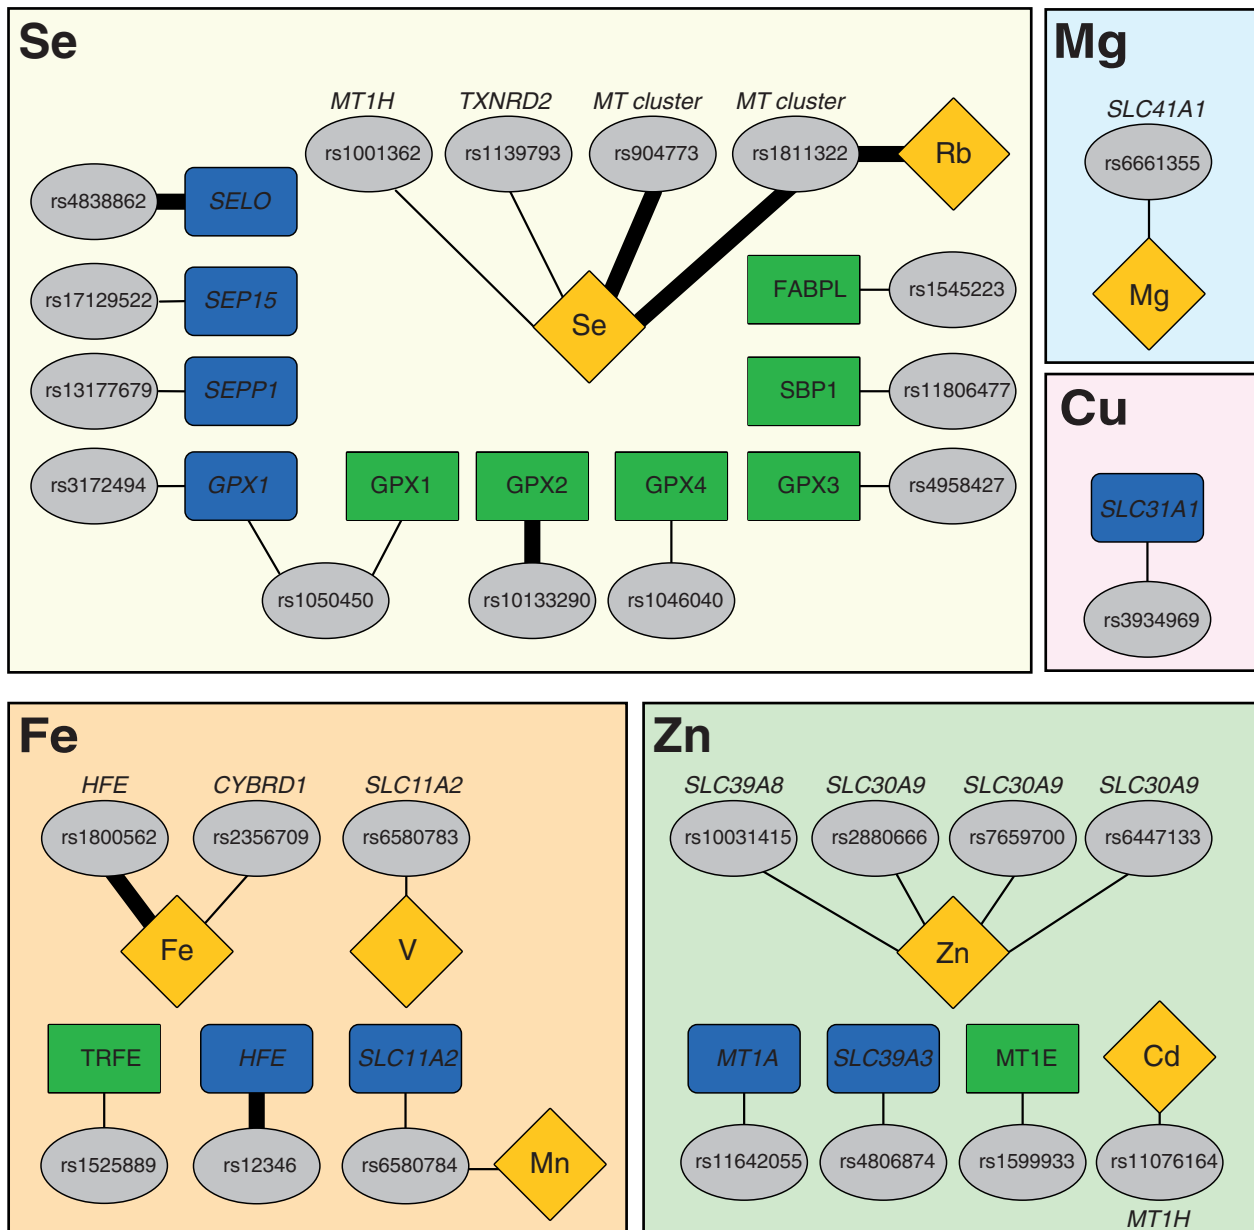 Se
MT1H TXNRD2 MT cluster MT cluster
rs1001362 rs1139793 rs904773 rs1811322 Rb
rs4838862 SELO
rs17129522 SEP15
Se
FABPL rs1545223
rs13177679 SEPP1
SBP1 rs11806477
rs3172494 GPX1 GPX1 GPX2 GPX4 GPX3 rs4958427
rs1050450 rs10133290 rs1046040
Mg
SLC41A1
rs6661355
Mg
Cu
SLC31A1
rs3934969
Fe
HFE CYBRD1 SLC11A2
rs1800562 rs2356709 rs6580783
Fe V
TRFE HFE SLC11A2
rs1525889 rs12346 rs6580784 Mn
Zn
SLC39A8 SLC30A9 SLC30A9 SLC30A9
rs10031415 rs2880666 rs7659700 rs6447133
Zn
MT1A SLC39A3 MT1E Cd
rs11642055 rs4806874 rs1599933 rs11076164
MT1H